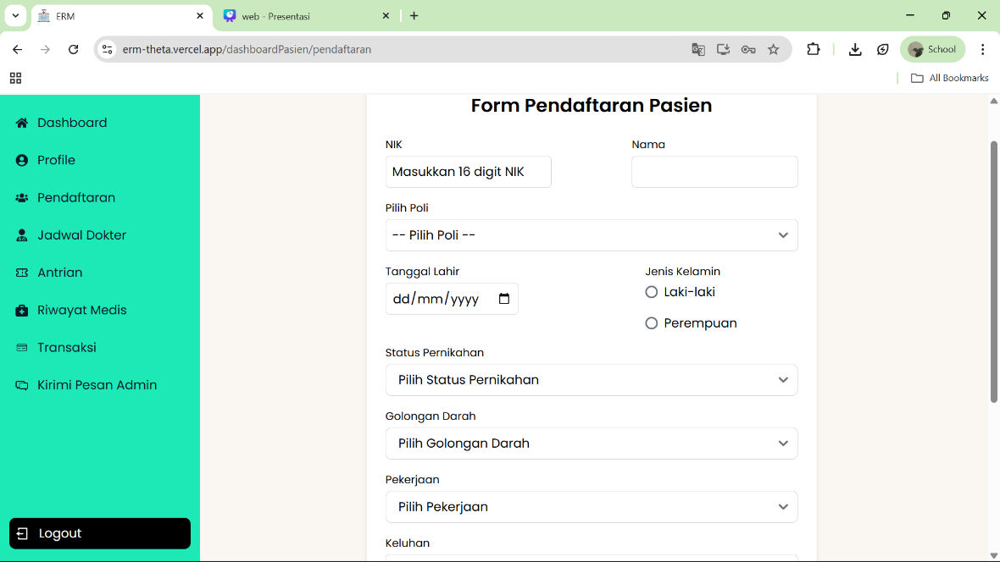 ERM
web - Presentasi
erm-theta.vercel.app/dashboardPasien/pendaftaran
School
All Bookmarks
Dashboard
Profile
Pendaftaran
Jadwal Dokter
Antrian
Riwayat Medis
Transaksi
Kirimi Pesan Admin
Logout
Form Pendaftaran Pasien
NIK
Nama
Masukkan 16 digit NIK
Pilih Poli
-- Pilih Poli --
Tanggal Lahir
Jenis Kelamin
dd/mm/yyyy
Laki-laki
Perempuan
Status Pernikahan
Pilih Status Pernikahan
Golongan Darah
Pilih Golongan Darah
Pekerjaan
Pilih Pekerjaan
Keluhan